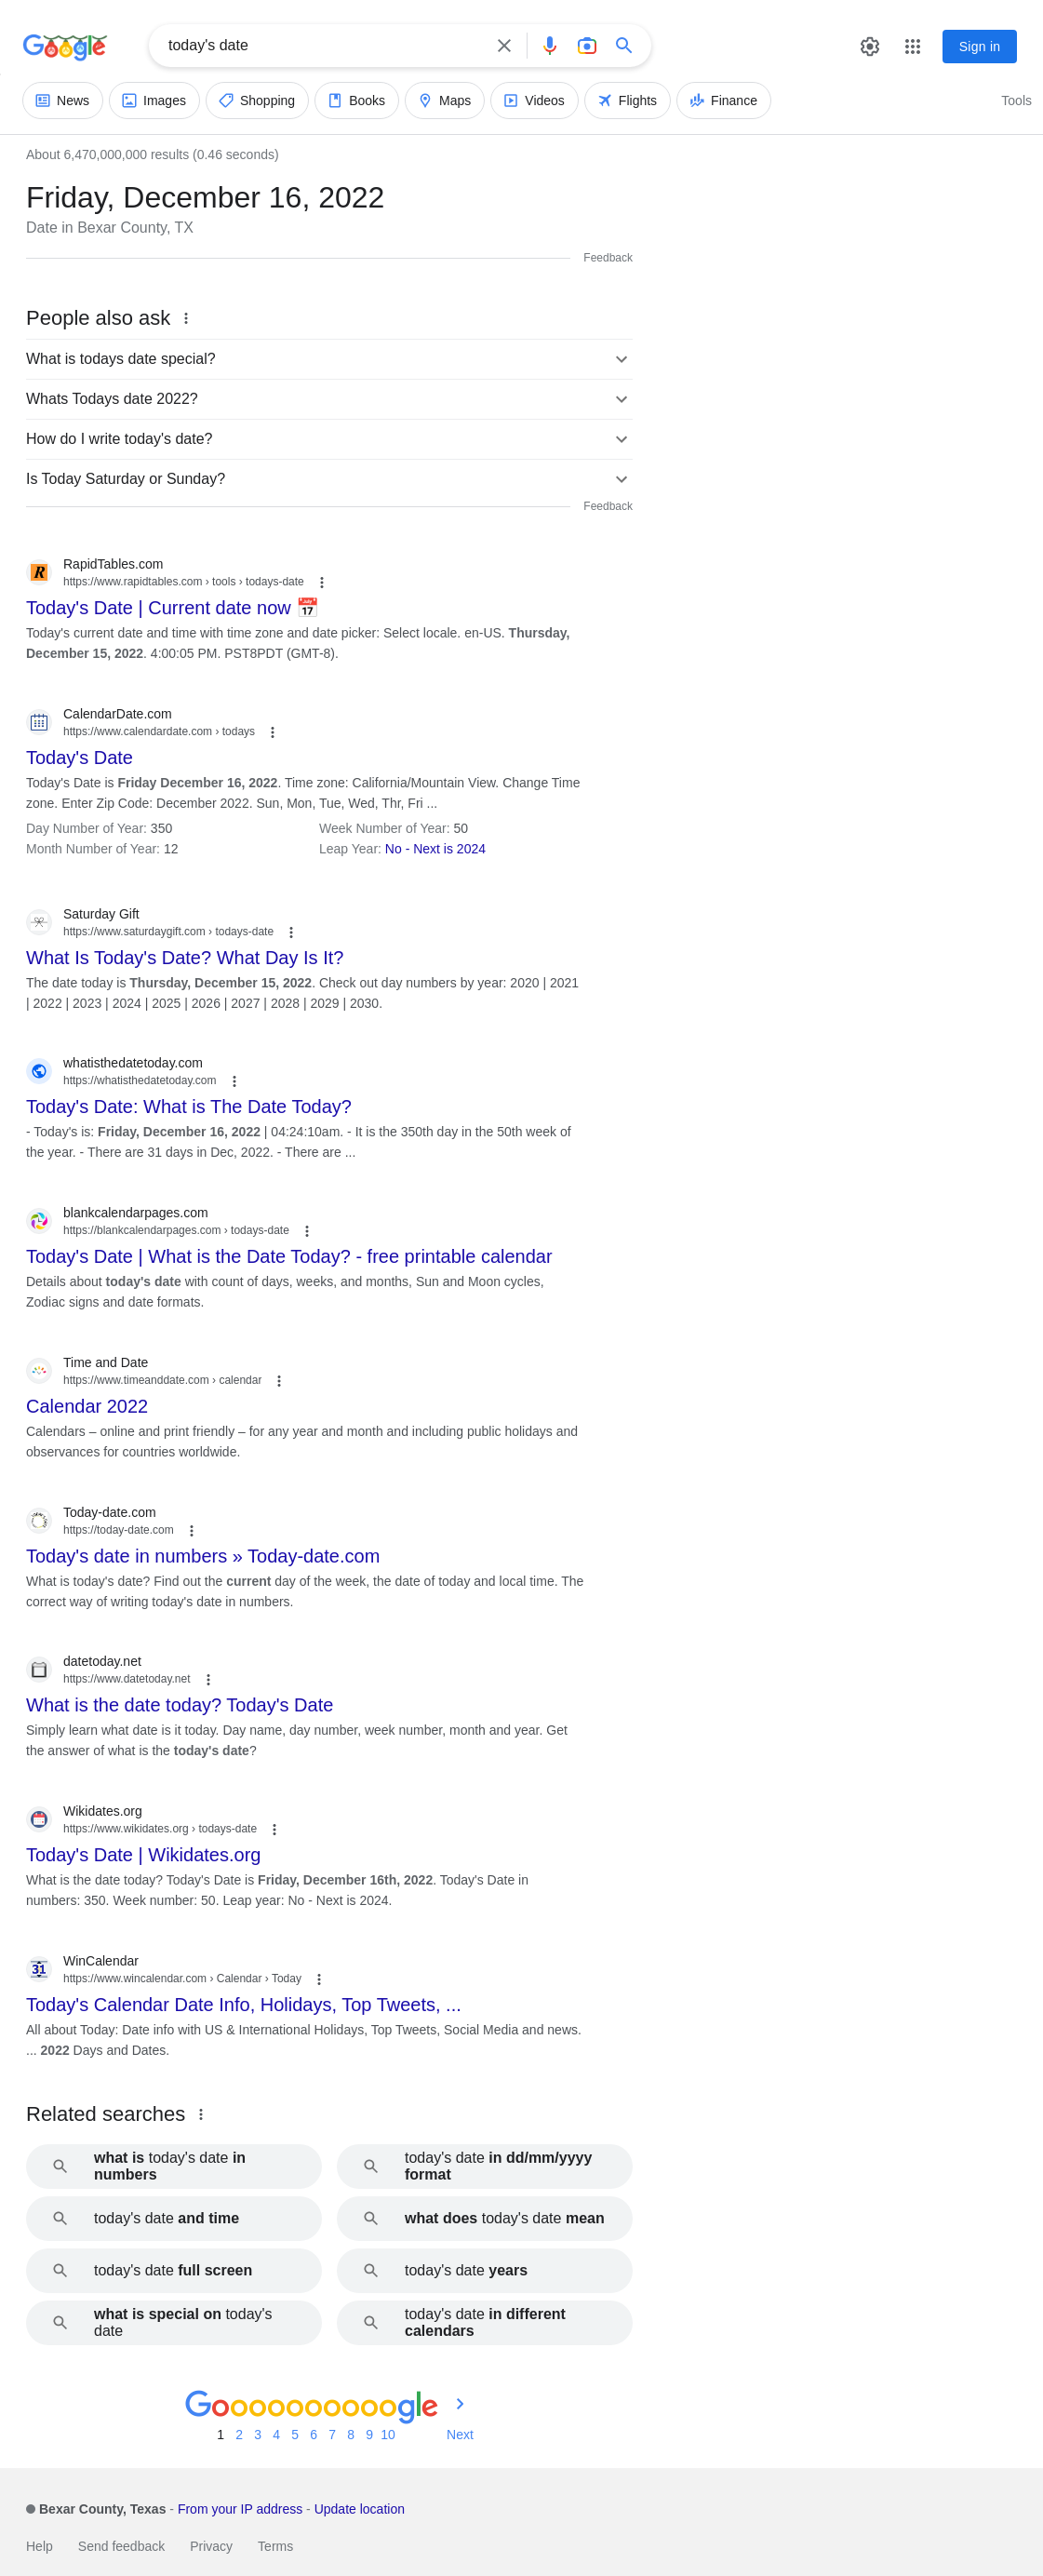 Google
today's date
Sign in
News
Images
Shopping
Books
Maps
Videos
Flights
Finance
Tools
About 6,470,000,000 results (0.46 seconds)
Friday, December 16, 2022
Date in Bexar County, TX
Feedback
People also ask
What is todays date special?
Whats Todays date 2022?
How do I write today's date?
Is Today Saturday or Sunday?
Feedback
RapidTables.com
https://www.rapidtables.com › tools › todays-date
Today's Date | Current date now 📅
Today's current date and time with time zone and date picker: Select locale. en-US. Thursday,
December 15, 2022. 4:00:05 PM. PST8PDT (GMT-8).
CalendarDate.com
https://www.calendardate.com › todays
Today's Date
Today's Date is Friday December 16, 2022. Time zone: California/Mountain View. Change Time
zone. Enter Zip Code: December 2022. Sun, Mon, Tue, Wed, Thr, Fri ...
Day Number of Year: 350
Week Number of Year: 50
Month Number of Year: 12
Leap Year: No - Next is 2024
Saturday Gift
https://www.saturdaygift.com › todays-date
What Is Today's Date? What Day Is It?
The date today is Thursday, December 15, 2022. Check out day numbers by year: 2020 | 2021
| 2022 | 2023 | 2024 | 2025 | 2026 | 2027 | 2028 | 2029 | 2030.
whatisthedatetoday.com
https://whatisthedatetoday.com
Today's Date: What is The Date Today?
- Today's is: Friday, December 16, 2022 | 04:24:10am. - It is the 350th day in the 50th week of
the year. - There are 31 days in Dec, 2022. - There are ...
blankcalendarpages.com
https://blankcalendarpages.com › todays-date
Today's Date | What is the Date Today? - free printable calendar
Details about today's date with count of days, weeks, and months, Sun and Moon cycles,
Zodiac signs and date formats.
Time and Date
https://www.timeanddate.com › calendar
Calendar 2022
Calendars – online and print friendly – for any year and month and including public holidays and
observances for countries worldwide.
Today-date.com
https://today-date.com
Today's date in numbers » Today-date.com
What is today's date? Find out the current day of the week, the date of today and local time. The
correct way of writing today's date in numbers.
datetoday.net
https://www.datetoday.net
What is the date today? Today's Date
Simply learn what date is it today. Day name, day number, week number, month and year. Get
the answer of what is the today's date?
Wikidates.org
https://www.wikidates.org › todays-date
Today's Date | Wikidates.org
What is the date today? Today's Date is Friday, December 16th, 2022. Today's Date in
numbers: 350. Week number: 50. Leap year: No - Next is 2024.
31
WinCalendar
https://www.wincalendar.com › Calendar › Today
Today's Calendar Date Info, Holidays, Top Tweets, ...
All about Today: Date info with US & International Holidays, Top Tweets, Social Media and news.
... 2022 Days and Dates.
Related searches
what is today's date in
numbers
today's date in dd/mm/yyyy
format
today's date and time
what does today's date mean
today's date full screen
today's date years
what is special on today's
date
today's date in different
calendars
Goooooooooogle
1 2 3 4 5 6 7 8 9 10 Next
Bexar County, Texas - From your IP address - Update location
Help Send feedback Privacy Terms